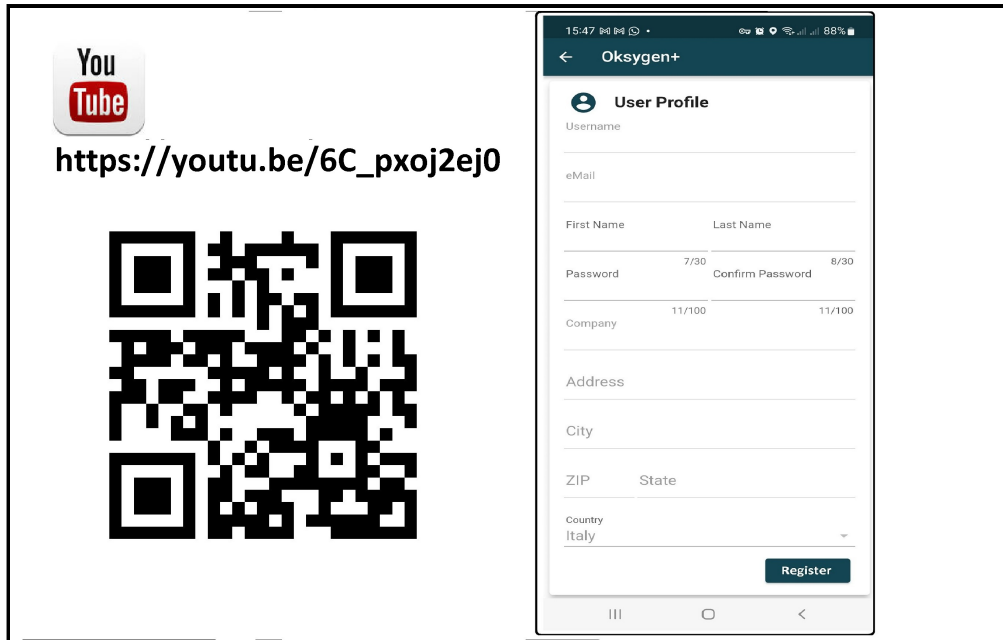 You
Tube
https://youtu.be/6C_pxoj2ej0
15:47 88%
Oksygen+
User Profile
Username
eMail
First Name Last Name
7/30 8/30
Password Confirm Password
11/100 11/100
Company
Address
City
ZIP State
Country
Italy
Register